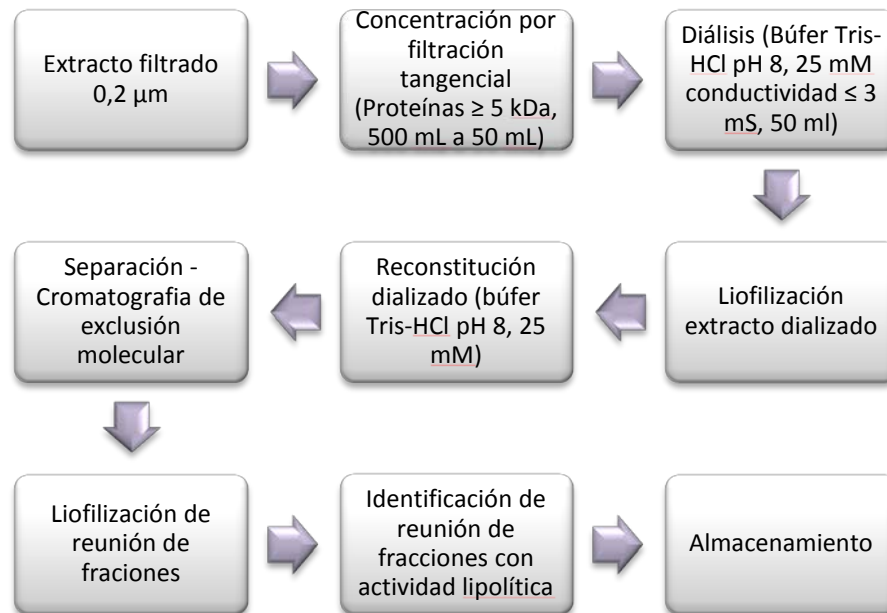 Extracto filtrado
0,2 µm
Concentración por
filtración
tangencial
(Proteínas ≥ 5 kDa,
500 mL a 50 mL)
Diálisis (Búfer Tris-
HCl pH 8, 25 mM
conductividad ≤ 3
mS, 50 ml)
Liofilización
extracto dializado
Reconstitución
dializado (búfer
Tris-HCl pH 8, 25
mM)
Separación -
Cromatografia de
exclusión
molecular
Liofilización de
reunión de
fraciones
Identificación de
reunión de
fracciones con
actividad lipolítica
Almacenamiento